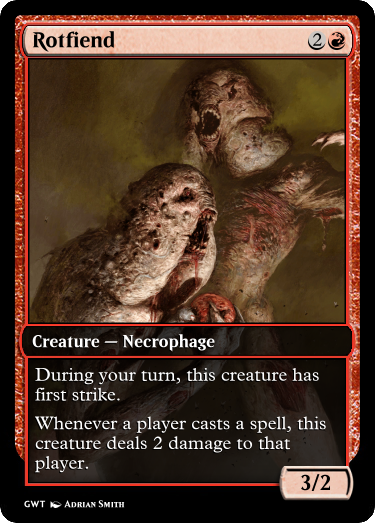 Rotfiend 2
Creature — Necrophage
During your turn, this creature has
first strike.
Whenever a player casts a spell, this
creature deals 2 damage to that
player.
3/2
GWT Adrian Smith